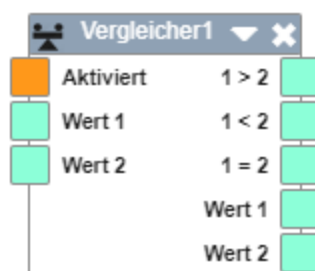 Vergleicher1
Aktiviert 1 > 2
Wert 1 1 < 2
Wert 2 1 = 2
Wert 1
Wert 2